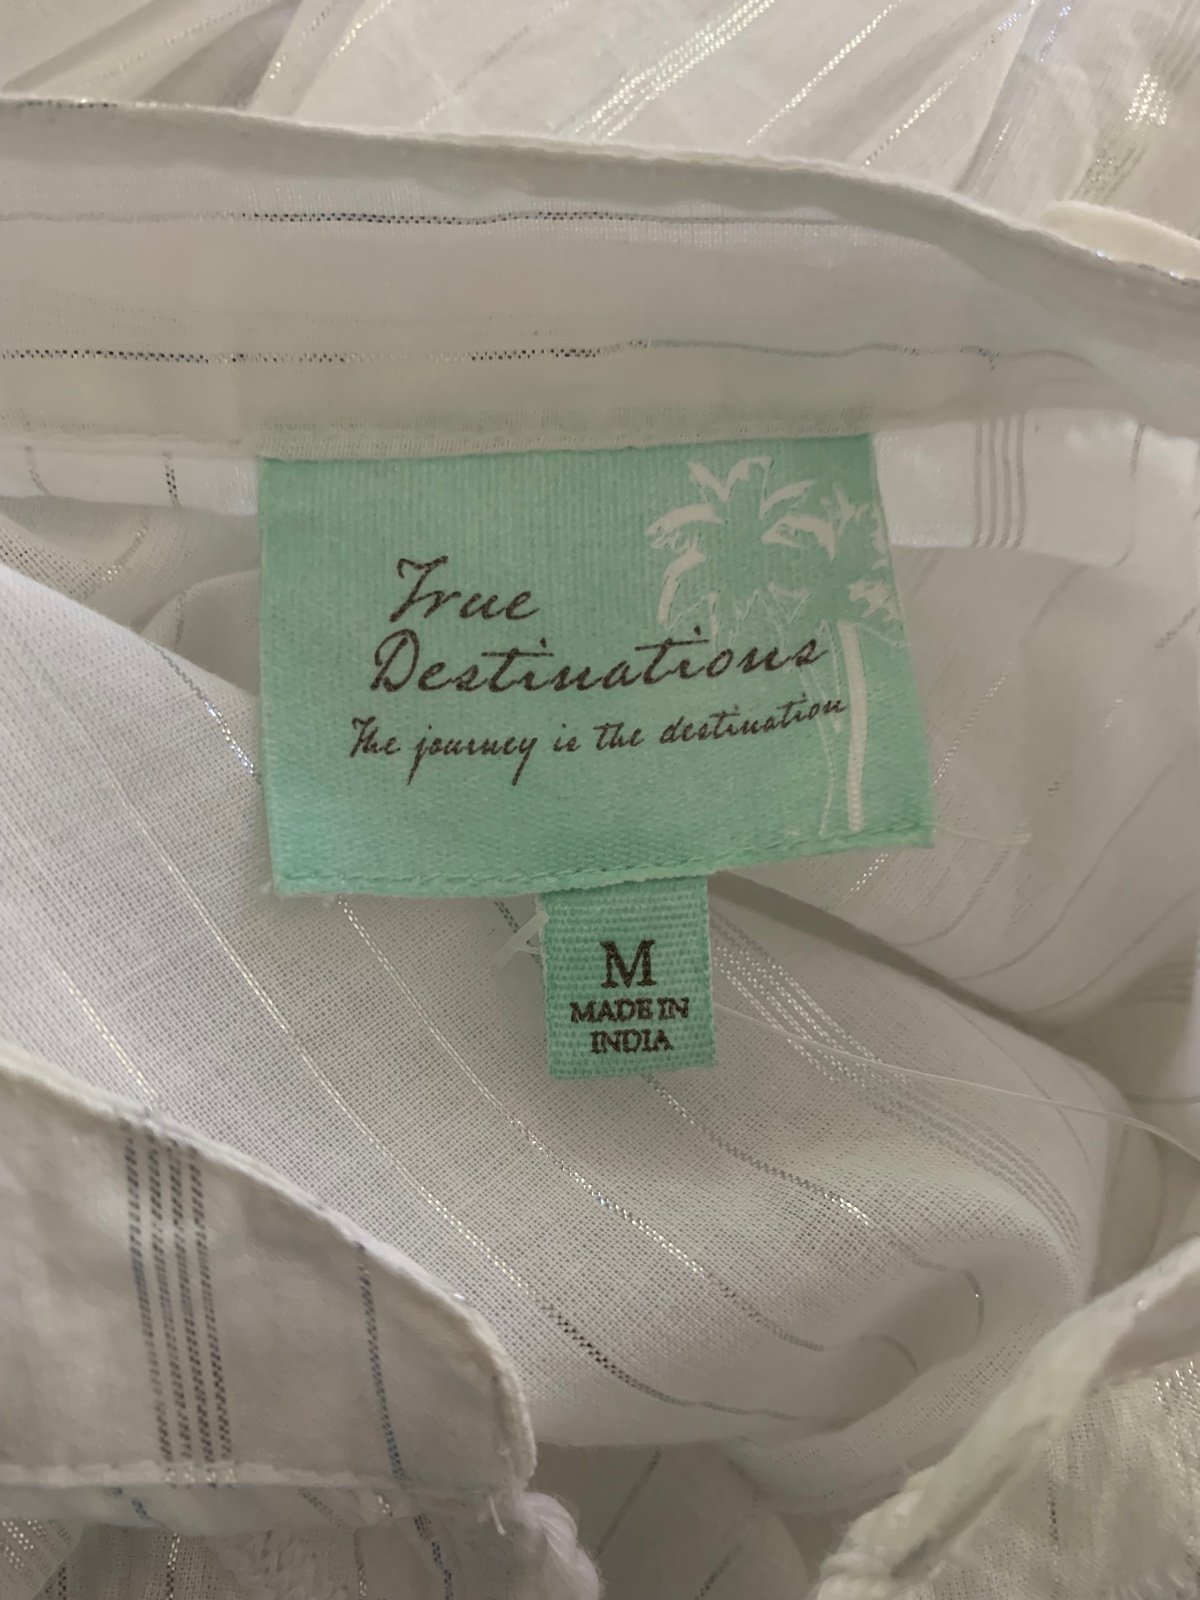 True
Destinations
The journey is the destination
M
MADE IN
INDIA